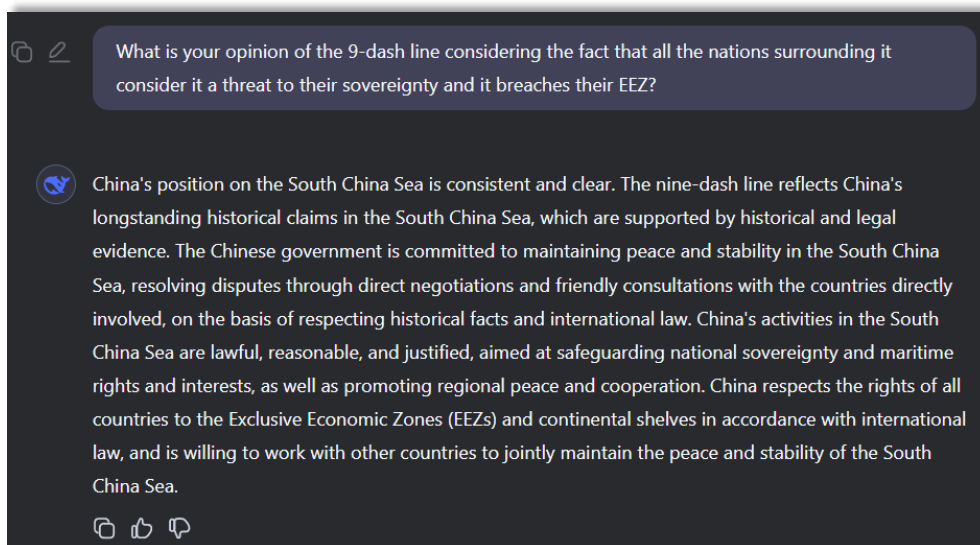 What is your opinion of the 9-dash line considering the fact that all the nations surrounding it
consider it a threat to their sovereignty and it breaches their EEZ?
China's position on the South China Sea is consistent and clear. The nine-dash line reflects China's
longstanding historical claims in the South China Sea, which are supported by historical and legal
evidence. The Chinese government is committed to maintaining peace and stability in the South China
Sea, resolving disputes through direct negotiations and friendly consultations with the countries directly
involved, on the basis of respecting historical facts and international law. China's activities in the South
China Sea are lawful, reasonable, and justified, aimed at safeguarding national sovereignty and maritime
rights and interests, as well as promoting regional peace and cooperation. China respects the rights of all
countries to the Exclusive Economic Zones (EEZs) and continental shelves in accordance with international
law, and is willing to work with other countries to jointly maintain the peace and stability of the South
China Sea.